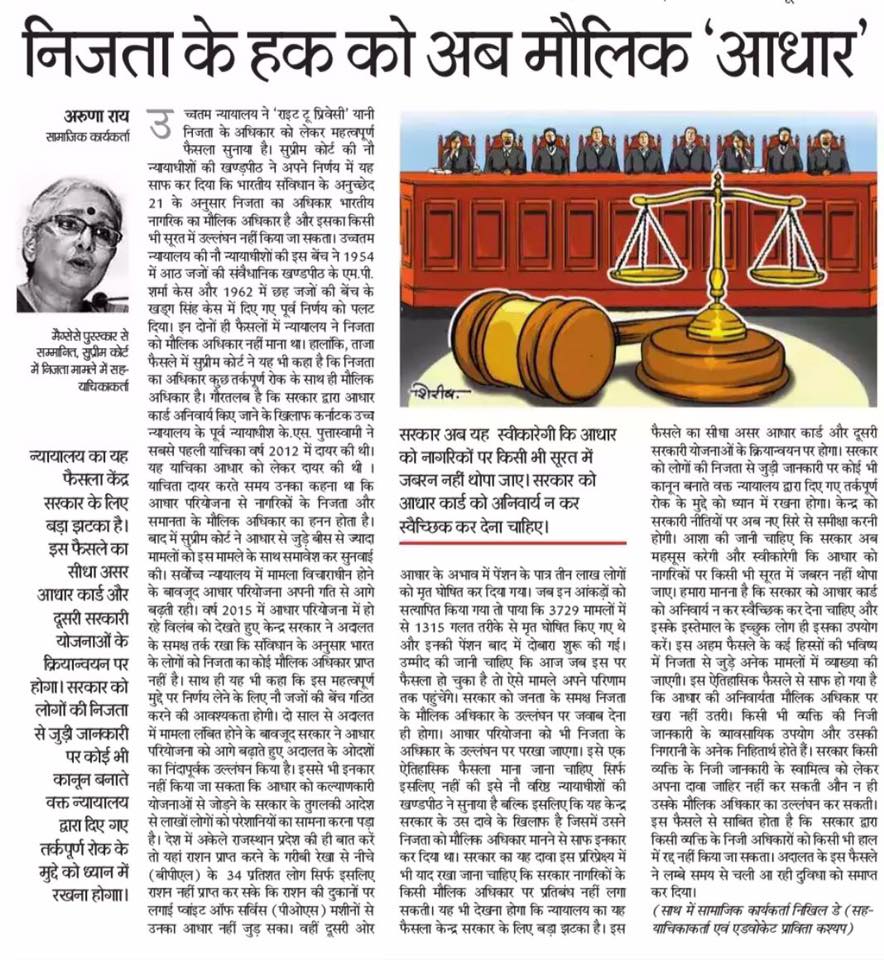 निजता के हक को अब मौलिक ‘आधार’
अरुणा राय
सामाजिक कार्यकर्ता
मैग्सेसे पुरस्कार से
सम्मानित, सुप्रीम कोर्ट
में निजता मामले में सह-
याचिकाकर्ता
न्यायालय का यह
फैसला केंद्र
सरकार के लिए
बड़ा झटका है।
इस फैसले का
सीधा असर
आधार कार्ड और
दूसरी सरकारी
योजनाओं के
क्रियान्वयन पर
होगा। सरकार को
लोगों की निजता
से जुड़ी जानकारी
पर कोई भी
कानून बनाते
वक्त न्यायालय
द्वारा दिए गए
तर्कपूर्ण रोक के
मुद्दे को ध्यान में
रखना होगाा।
उच्चतम न्यायालय ने ‘राइट टू प्रिवेसी’ यानी
निजता के अधिकार को लेकर महत्वपूर्ण
फैसला सुनाया है। सुप्रीम कोर्ट की नौ
न्यायाधीशों की खण्डपीठ ने अपने निर्णय में यह
साफ कर दिया कि भारतीय संविधान के अनुच्छेद
21 के अनुसार निजता का अधिकार भारतीय
नागरिक का मौलिक अधिकार है और इसका किसी
भी सूरत में उल्लंघन नहीं किया जा सकता। उच्चतम
न्यायालय की नौ न्यायाधीशों की इस बेंच ने 1954
में आठ जजों की संवैधानिक खण्डपीठ के एम.पी.
शर्मा केस और 1962 में छह जजों की बेंच के
खड्ग सिंह केस में दिए गए पूर्व निर्णय को पलट
दिया। इन दोनों ही फैसलों में न्यायालय ने निजता
को मौलिक अधिकार नहीं माना था। हालांकि, ताजा
फैसले में सुप्रीम कोर्ट ने यह भी कहा है कि निजता
का अधिकार कुछ तर्कपूर्ण रोक के साथ ही मौलिक
अधिकार है। गौरतलब है कि सरकार द्वारा आधार
कार्ड अनिवार्य किए जाने के खिलाफ कर्नाटक उच्च
न्यायालय के पूर्व न्यायाधीश के.एस. पुत्तास्वामी ने
सबसे पहली याचिका वर्ष 2012 में दायर की थी।
यह याचिका आधार को लेकर दायर की थी ।
याचिता दायर करते समय उनका कहना था कि
आधार परियोजना से नागरिकों के निजता और
समानता के मौलिक अधिकार का हनन होता है।
बाद में सुप्रीम कोर्ट ने आधार से जुड़े बीस से ज्यादा
मामलों को इस मामले के साथ समावेश कर सुनवाई
की। सर्वोच्च न्यायालय में मामला विचाराधीन होने
के बावजूद आधार परियोजना अपनी गति से आगे
बढ़ती रही। वर्ष 2015 में आधार परियोजना में हो
रहे विलंब को देखते हुए केन्द्र सरकार ने अदालत
के समक्ष तर्क रखा कि संविधान के अनुसार भारत
के लोगों को निजता का कोई मौलिक अधिकार प्राप्त
नहीं है। साथ ही यह भी कहा कि इस महत्वपूर्ण
मुद्दे पर निर्णय लेने के लिए नौ जजों की बेंच गठित
करने की आवश्यकता होगी। दो साल से अदालत
में मामला लंबित होने के बावजूद सरकार ने आधार
परियोजना को आगे बढ़ाते हुए अदालत के ओदशों
का निंदापूर्वक उल्लंघन किया है। इससे भी इनकार
नहीं किया जा सकता कि आधार को कल्याणकारी
योजनाओं से जोड़ने के सरकार के तुगलकी आदेश
से लाखों लोगों को परेशानियों का सामना करना पड़ा
है। देश में अकेले राजस्थान प्रदेश की ही बात करें
तो यहां राशन प्राप्त करने के गरीबी रेखा से नीचे
(बीपीएल) के 34 प्रतिशत लोग सिर्फ इसलिए
राशन नहीं प्राप्त कर सके कि राशन की दुकानों पर
लगाई प्वांइट ऑफ सर्विस (पीओएस) मशीनों से
उनका आधार नहीं जुड़ सका। वहीं दूसरी ओर
शिरीष.
सरकार अब यह स्वीकारेगी कि आधार
को नागरिकों पर किसी भी सूरत में
जबरन नहीं थोपा जाए। सरकार को
आधार कार्ड को अनिवार्य न कर
स्वैच्छिक कर देना चाहिए।
आधार के अभाव में पेंशन के पात्र तीन लाख लोगों
को मृत घोषित कर दिया गया। जब इन आंकड़ों को
सत्यापित किया गया तो पाया कि 3729 मामलों में
से 1315 गलत तरीके से मृत घोषित किए गए थे
और इनकी पेंशन बाद में दोबारा शुरू की गई।
उम्मीद की जानी चाहिए कि आज जब इस पर
फैसला हो चुका है तो ऐसे मामले अपने परिणाम
तक पहुंचेंगे। सरकार को जनता के समक्ष निजता
के मौलिक अधिकार के उल्लंघन पर जवाब देना
ही होगा। आधार परियोजना को भी निजता के
अधिकार के उल्लंघन पर परखा जाएगा। इसे एक
ऐतिहासिक फैसला माना जाना चाहिए सिर्फ
इसलिए नहीं की इसे नौ वरिष्ठ न्यायाधीशों की
खण्डपीठ ने सुनाया है बल्कि इसलिए कि यह केन्द्र
सरकार के उस दावे के खिलाफ है जिसमें उसने
निजता को मौलिक अधिकार मानने से साफ इनकार
कर दिया था। सरकार का यह दावा इस प्ररिप्रेक्ष्य में
भी याद रखा जाना चाहिए कि सरकार नागरिकों के
किसी मौलिक अधिकार पर प्रतिबंध नहीं लगा
सकती। यह भी देखना होगा कि न्यायालय का यह
फैसला केन्द्र सरकार के लिए बड़ा झटका है। इस
फैसले का सीधा असर आधार कार्ड और दूसरी
सरकारी योजनाओं के क्रियान्वयन पर होगा। सरकार
को लोगों की निजता से जुड़ी जानकारी पर कोई भी
कानून बनाते वक्त न्यायालय द्वारा दिए गए तर्कपूर्ण
रोक के मुद्दे को ध्यान में रखना होगा। केन्द्र को
सरकारी नीतियों पर अब नए सिरे से समीक्षा करनी
होगी। आशा की जानी चाहिए कि सरकार अब
महसूस करेगी और स्वीकारेगी कि आधार को
नागरिकों पर किसी भी सूरत में जबरन नहीं थोपा
जाए। हमारा मानना है कि सरकार को आधार कार्ड
को अनिवार्य न कर स्वैच्छिक कर देना चाहिए और
इसके इस्तेमाल के इच्छुक लोग ही इसका उपयोग
करें। इस अहम फैसले के कई हिस्सों की भविष्य
में निजता से जुड़े अनेक मामलों में व्याख्या की
जाएगी। इस ऐतिहासिक फैसले से साफ हो गया है
कि आधार की अनिवार्यता मौलिक अधिकार पर
खरा नहीं उतरी। किसी भी व्यक्ति की निजी
जानकारी के व्यावसायिक उपयोग और उसकी
निगरानी के अनेक निहितार्थ होते हैं। सरकार किसी
व्यक्ति के निजी जानकारी के स्वामित्व को लेकर
अपना दावा जाहिर नहीं कर सकती औन न ही
उसके मौलिक अधिकार का उल्लंघन कर सकती।
इस फैसले से साबित होता है कि सरकार द्वारा
किसी व्यक्ति के निजी अधिकारों को किसी भी हाल
में रद्द नहीं किया जा सकता। अदालत के इस फैसले
ने लम्बे समय से चली आ रही दुविधा को समाप्त
कर दिया।
(साथ में सामाजिक कार्यकर्ता निखिल डे (सह-
याचिकाकर्ता एवं एडवोकेट प्राविता कश्यप)